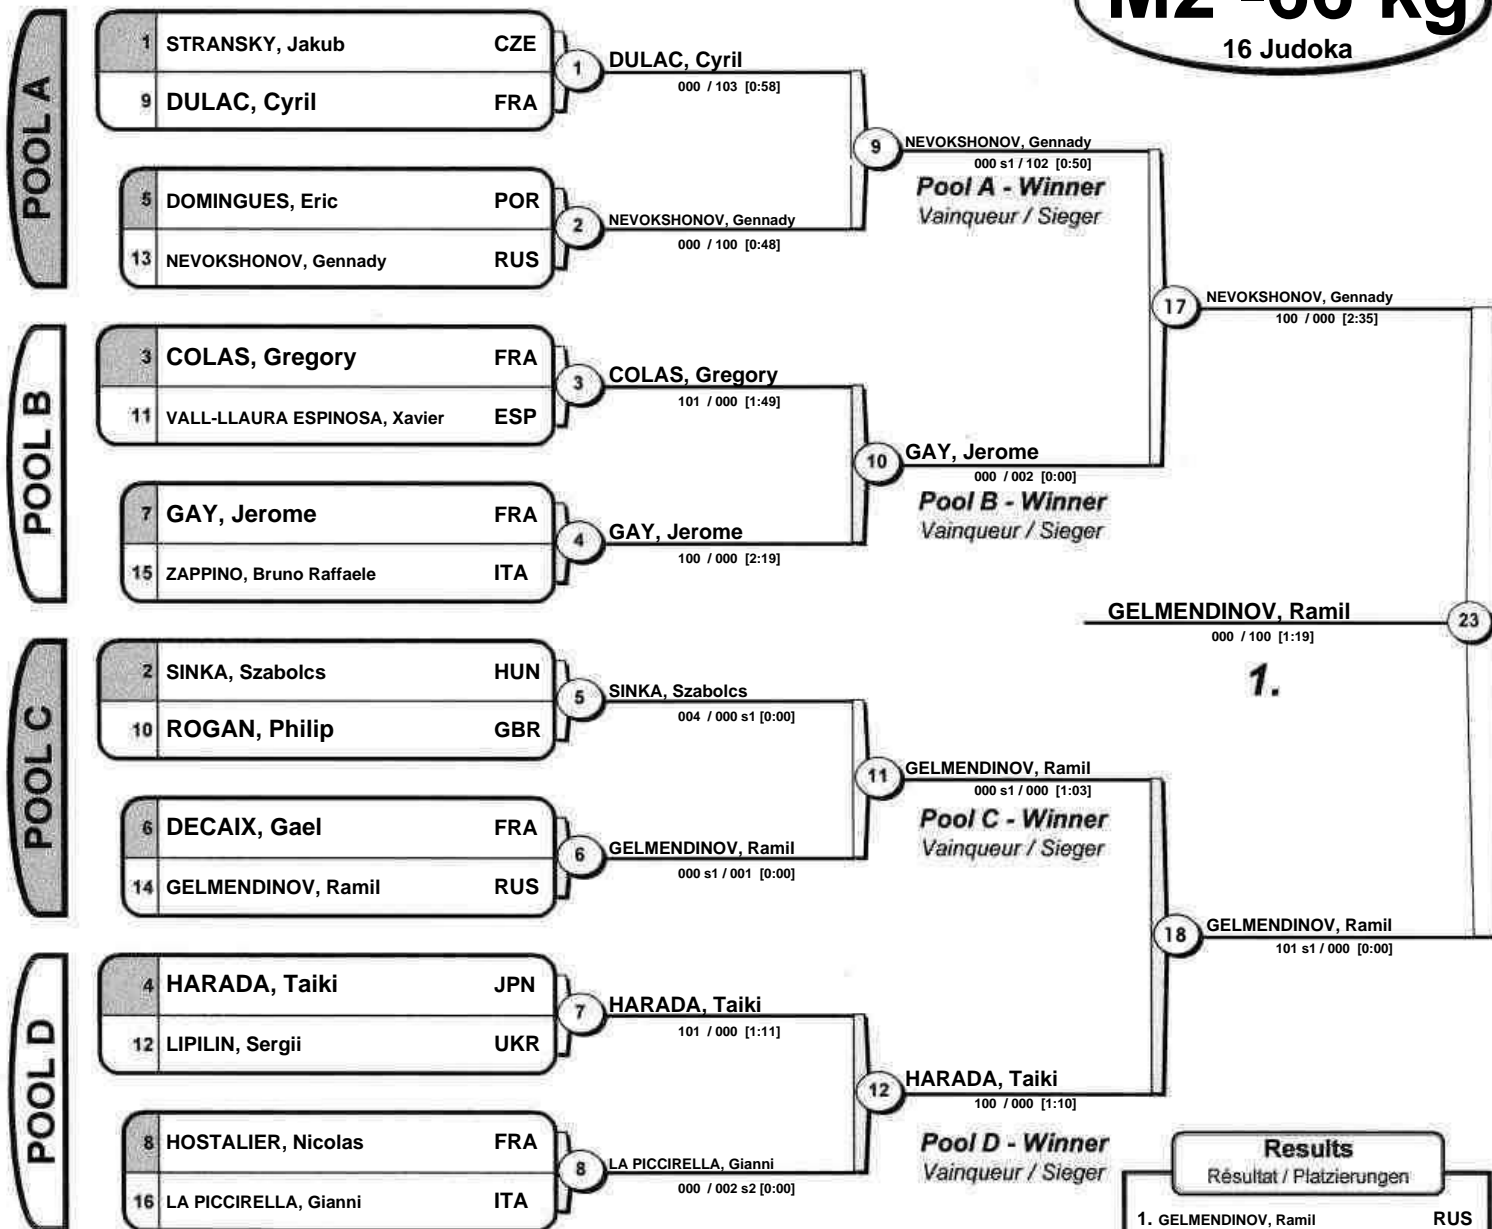 M2 -66 kg
16 Judoka
POOL A
1 STRANSKY, Jakub CZE
9 DULAC, Cyril FRA
1
DULAC, Cyril
000 / 103 [0:58]
5 DOMINGUES, Eric POR
13 NEVOKSHONOV, Gennady RUS
2
NEVOKSHONOV, Gennady
000 / 100 [0:48]
9
NEVOKSHONOV, Gennady
000 s1 / 102 [0:50]
Pool A - Winner
Vainqueur / Sieger
POOL B
3 COLAS, Gregory FRA
11 VALL-LLAURA ESPINOSA, Xavier ESP
3
COLAS, Gregory
101 / 000 [1:49]
7 GAY, Jerome FRA
15 ZAPPINO, Bruno Raffaele ITA
4
GAY, Jerome
100 / 000 [2:19]
10
GAY, Jerome
000 / 002 [0:00]
Pool B - Winner
Vainqueur / Sieger
17
NEVOKSHONOV, Gennady
100 / 000 [2:35]
GELMENDINOV, Ramil
000 / 100 [1:19]
1.
23
POOL C
2 SINKA, Szabolcs HUN
10 ROGAN, Philip GBR
5
SINKA, Szabolcs
004 / 000 s1 [0:00]
6 DECAIX, Gael FRA
14 GELMENDINOV, Ramil RUS
6
GELMENDINOV, Ramil
000 s1 / 001 [0:00]
11
GELMENDINOV, Ramil
000 s1 / 000 [1:03]
Pool C - Winner
Vainqueur / Sieger
POOL D
4 HARADA, Taiki JPN
12 LIPILIN, Sergii UKR
7
HARADA, Taiki
101 / 000 [1:11]
8 HOSTALIER, Nicolas FRA
16 LA PICCIRELLA, Gianni ITA
8
LA PICCIRELLA, Gianni
000 / 002 s2 [0:00]
12
HARADA, Taiki
100 / 000 [1:10]
Pool D - Winner
Vainqueur / Sieger
18
GELMENDINOV, Ramil
101 s1 / 000 [0:00]
Results
Résultat / Platzierungen
1. GELMENDINOV, Ramil RUS